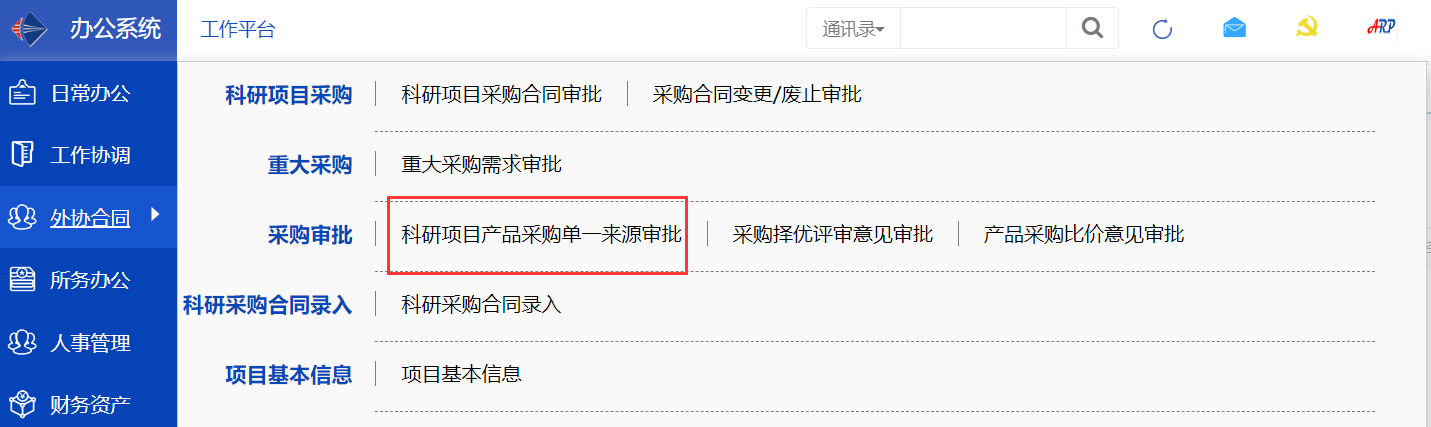 办公系统 工作平台 通讯录 ARP
日常办公
工作协调
外协合同
所务办公
人事管理
财务资产
科研项目采购 科研项目采购合同审批 采购合同变更/废止审批
重大采购 重大采购需求审批
采购审批 科研项目产品采购单一来源审批 采购择优评审意见审批 产品采购比价意见审批
科研采购合同录入 科研采购合同录入
项目基本信息 项目基本信息